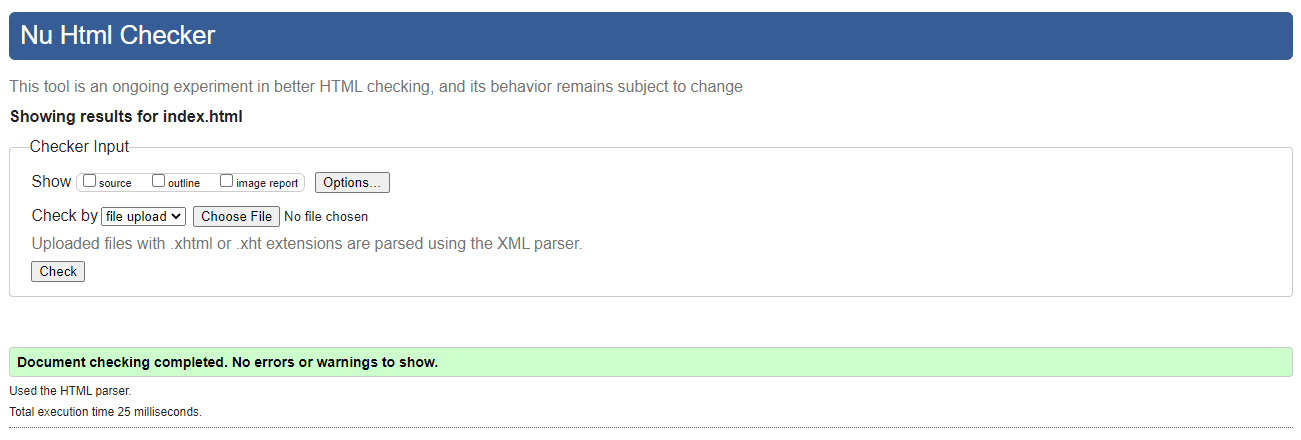 Nu Html Checker
This tool is an ongoing experiment in better HTML checking, and its behavior remains subject to change
Showing results for index.html
Checker Input
Show source outline image report Options...
Check by file upload Choose File No file chosen
Uploaded files with .xhtml or .xht extensions are parsed using the XML parser.
Check
Document checking completed. No errors or warnings to show.
Used the HTML parser.
Total execution time 25 milliseconds.